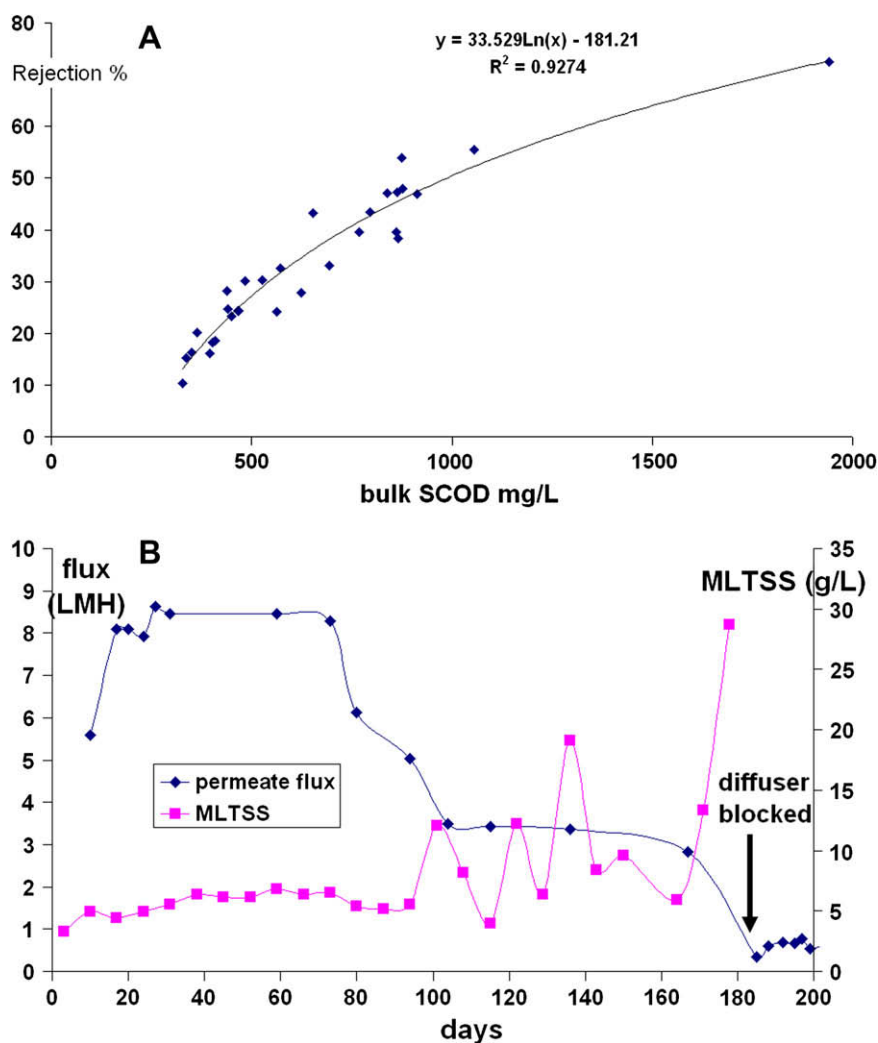 A
80
y = 33.529Ln(x) - 181.21
R² = 0.9274
Rejection %
70
60
50
40
30
20
10
0
0 500 1000 1500 2000
bulk SCOD mg/L
B
10 35
flux
(LMH)
MLTSS (g/L)
9 30
8
7 25
6 20
5
4 15
3 10
2
1 5
0 0
permeate flux
MLTSS
diffuser
blocked
0 20 40 60 80 100 120 140 160 180 200
days